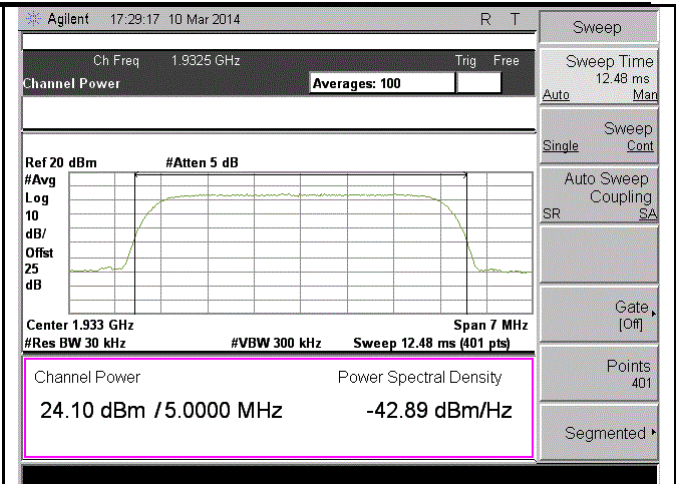 Agilent 17:29:17 10 Mar 2014 R T
Ch Freq 1.9325 GHz Trig Free
Channel Power Averages: 100
Ref 20 dBm #Atten 5 dB
#Avg
Log
10
dB/
Offst
25
dB
Center 1.933 GHz Span 7 MHz
#Res BW 30 kHz #VBW 300 kHz Sweep 12.48 ms (401 pts)
Channel Power Power Spectral Density
24.10 dBm / 5.0000 MHz -42.89 dBm/Hz
Sweep
Sweep Time
12.48 ms
Auto Man
Sweep
Single Cont
Auto Sweep
Coupling
SR SA
Gate
[Off]
Points
401
Segmented